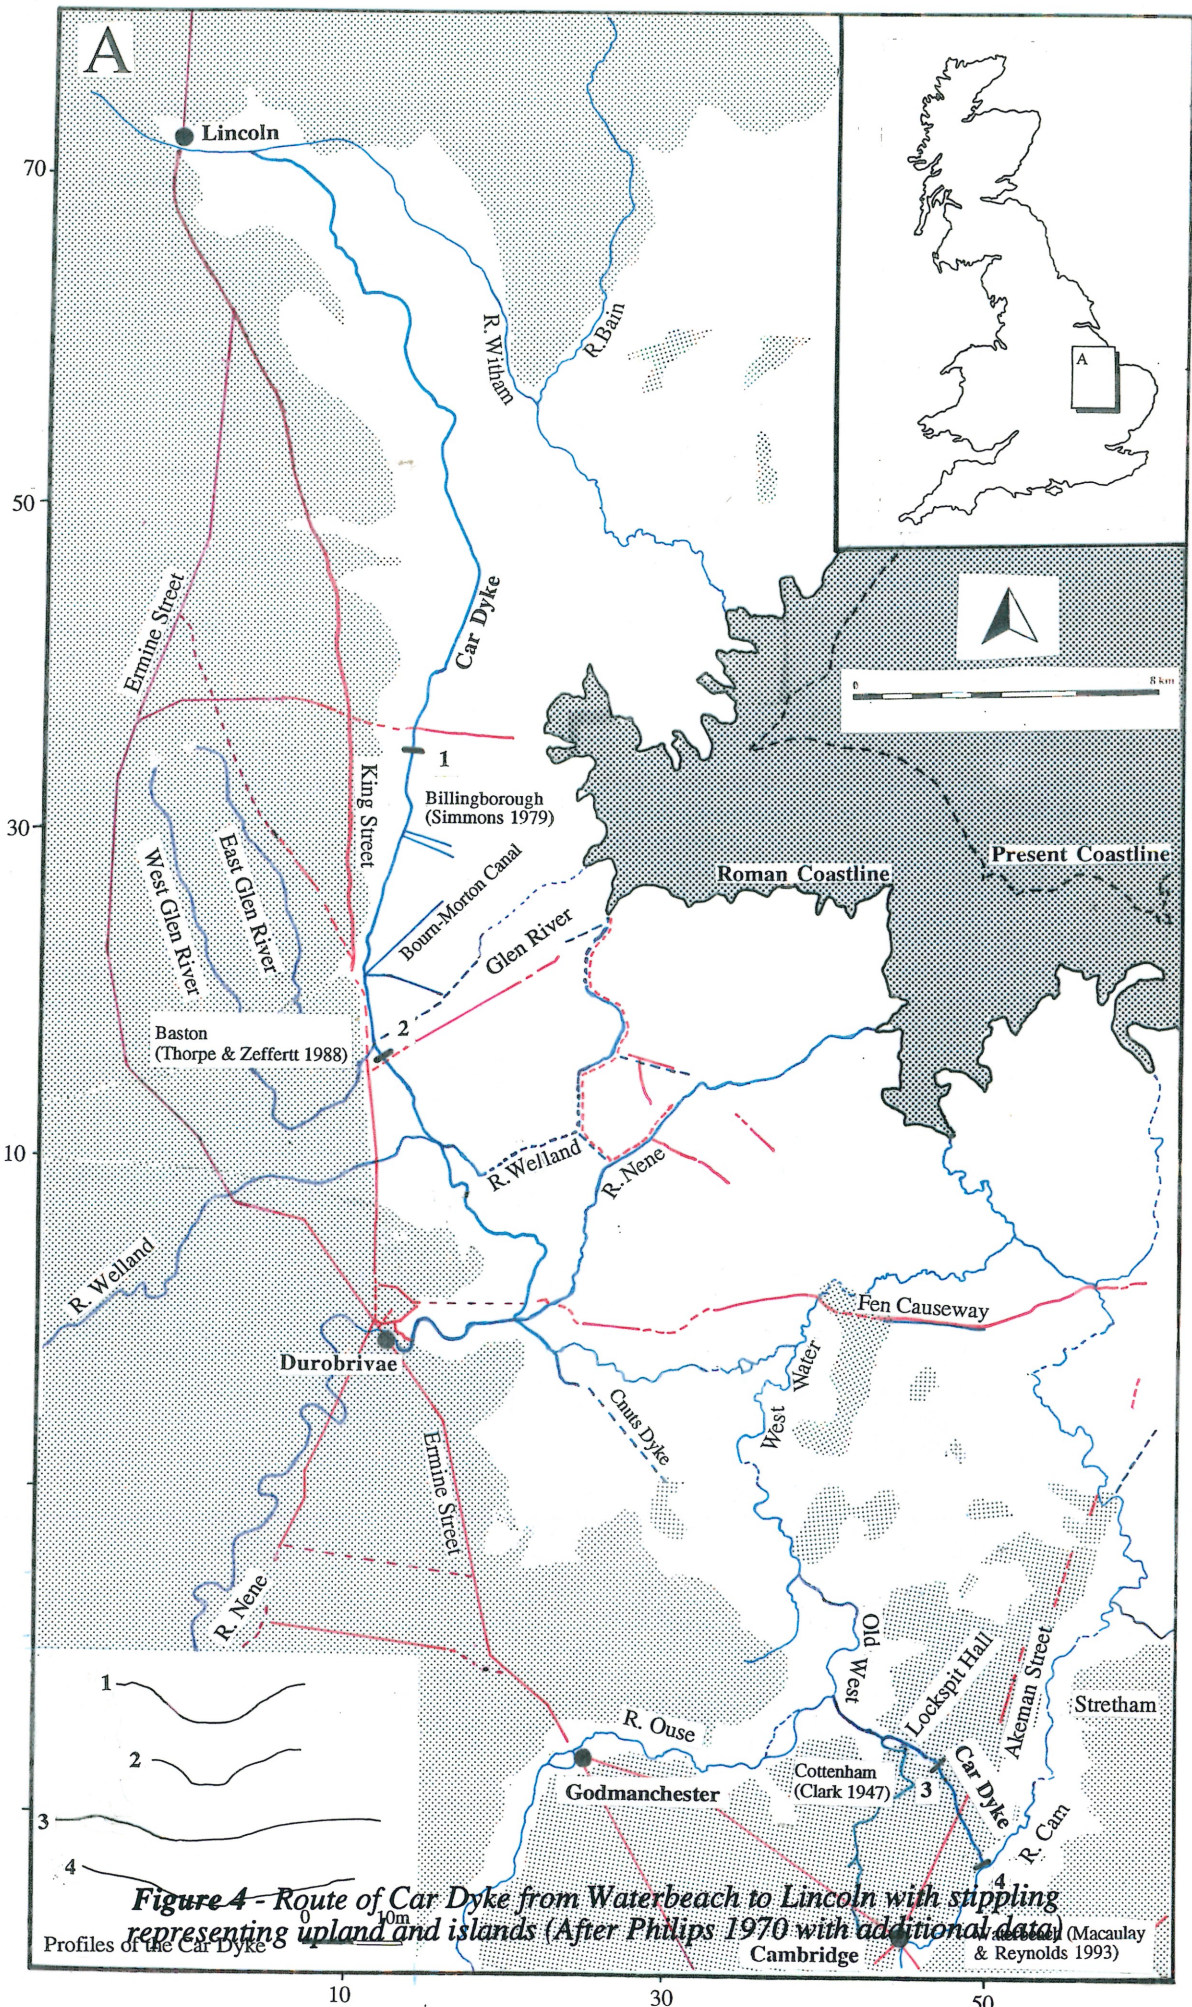 A
Lincoln
70
R. Witham
R. Bain
A
50
Ermine Street
Car Dyke
0
8 km
1
King Street
Billingborough
(Simmons 1979)
30
West Glen River
East Glen River
Bourn-Morton Canal
Roman Coastline
Present Coastline
Glen River
2
Baston
(Thorpe & Zeffertt 1988)
10
R. Welland
R. Nene
R. Welland
Fen Causeway
Durobrivae
West Water
Cnuts Dyke
Ermine Street
R. Nene
Old West
Lockspit Hall
Akeman Street
Stretham
R. Ouse
Godmanchester
Cottenham
(Clark 1947)
3
Car Dyke
R. Cam
4
1
2
3
4
Figure 4 - Route of Car Dyke from Waterbeach to Lincoln with stippling
representing upland and islands (After Philips 1970 with additional data)
0
10m
Profiles of the Car Dyke
Waterbeach (Macaulay
& Reynolds 1993)
Cambridge
10
30
50